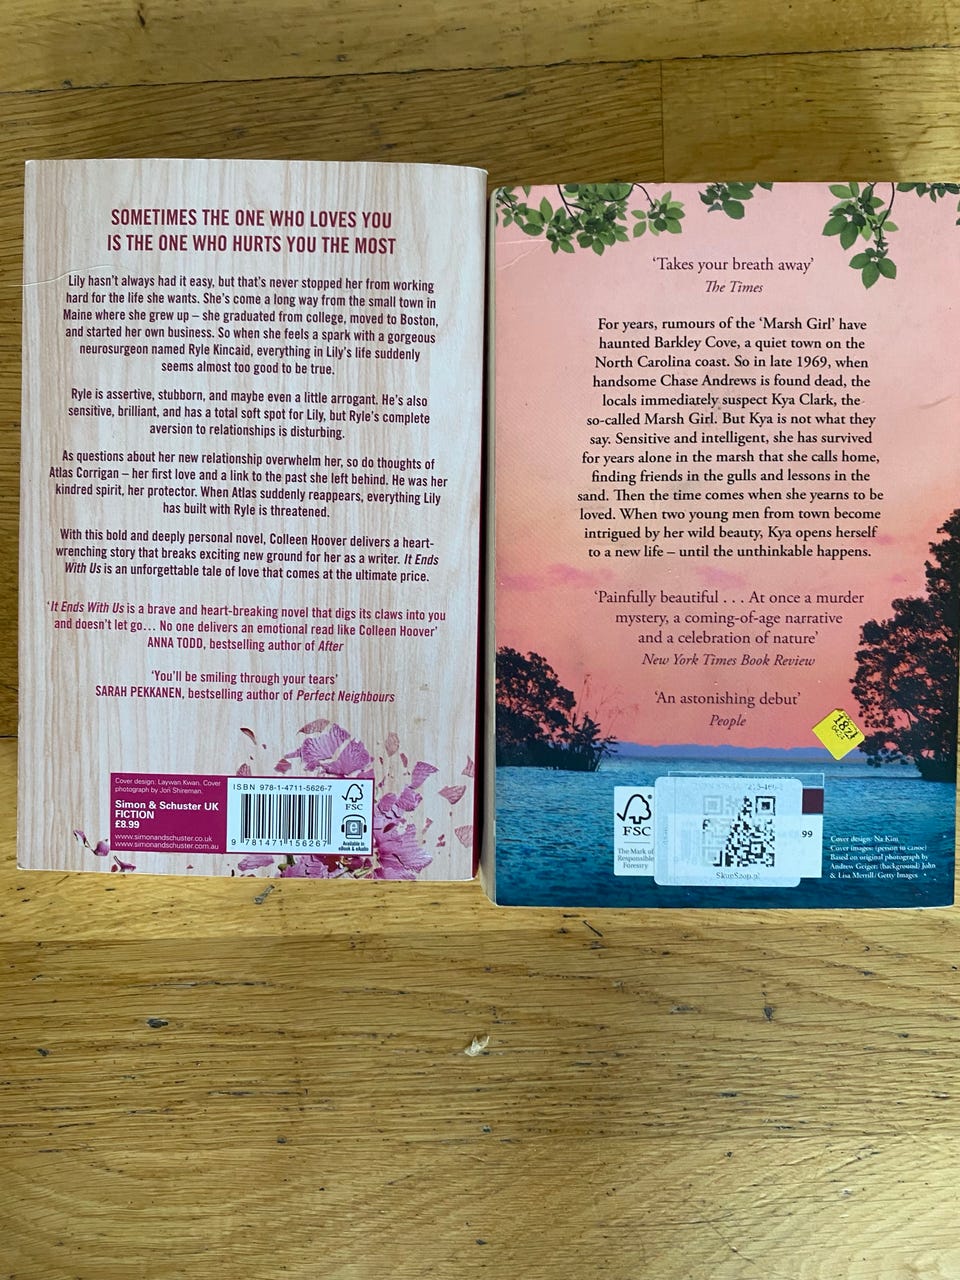 SOMETIMES THE ONE WHO LOVES YOU
IS THE ONE WHO HURTS YOU THE MOST
Lily hasn't always had it easy, but that's never stopped her from working
hard for the life she wants. She's come a long way from the small town in
Maine where she grew up – she graduated from college, moved to Boston,
and started her own business. So when she feels a spark with a gorgeous
neurosurgeon named Ryle Kincaid, everything in Lily's life suddenly
seems almost too good to be true.
Ryle is assertive, stubborn, and maybe even a little arrogant. He's also
sensitive, brilliant, and has a total soft spot for Lily, but Ryle's complete
aversion to relationships is disturbing.
As questions about her new relationship overwhelm her, so do thoughts of
Atlas Corrigan – her first love and a link to the past she left behind. He was her
kindred spirit, her protector. When Atlas suddenly reappears, everything Lily
has built with Ryle is threatened.
With this bold and deeply personal novel, Colleen Hoover delivers a heart-
wrenching story that breaks exciting new ground for her as a writer. It Ends
With Us is an unforgettable tale of love that comes at the ultimate price.
'It Ends With Us is a brave and heart-breaking novel that digs its claws into you
and doesn't let go… No one delivers an emotional read like Colleen Hoover'
ANNA TODD, bestselling author of After
'You'll be smiling through your tears'
SARAH PEKKANEN, bestselling author of Perfect Neighbours
Cover design: Laywan Kwan. Cover
photograph by Jon Shireman.
Simon & Schuster UK
FICTION
£8.99
www.simonandschuster.co.uk
www.simonandschuster.com.au
ISBN 978-1-4711-5626-7
9 781471 156267
FSC
e
Available in
eBook & eAudio
'Takes your breath away'
The Times
For years, rumours of the 'Marsh Girl' have
haunted Barkley Cove, a quiet town on the
North Carolina coast. So in late 1969, when
handsome Chase Andrews is found dead, the
locals immediately suspect Kya Clark, the
so-called Marsh Girl. But Kya is not what they
say. Sensitive and intelligent, she has survived
for years alone in the marsh that she calls home,
finding friends in the gulls and lessons in the
sand. Then the time comes when she yearns to be
loved. When two young men from town become
intrigued by her wild beauty, Kya opens herself
to a new life – until the unthinkable happens.
'Painfully beautiful . . . At once a murder
mystery, a coming-of-age narrative
and a celebration of nature'
New York Times Book Review
'An astonishing debut'
People
FSC
The Mark of
Responsible
Forestry
SkupSzop.pl
99
Cover design: Na Kim
Cover images: (person in canoe)
Based on original photograph by
Andrew Geiger; (background) John
& Lisa Merrill/Getty Images